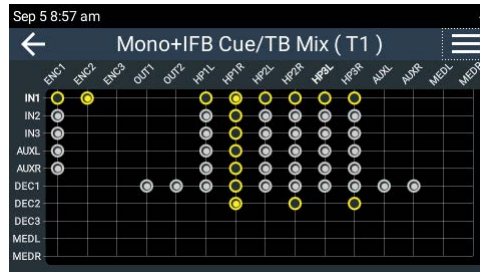 Sep 5 8:57 am
Mono+IFB Cue/TB Mix ( T1 )
ENC1 ENC2 ENC3 OUT1 OUT2 HP1L HP1R HP2L HP2R HP3L HP3R AUXL AUXR MEDL MEDR
IN1
IN2
IN3
AUXL
AUXR
DEC1
DEC2
DEC3
MEDL
MEDR